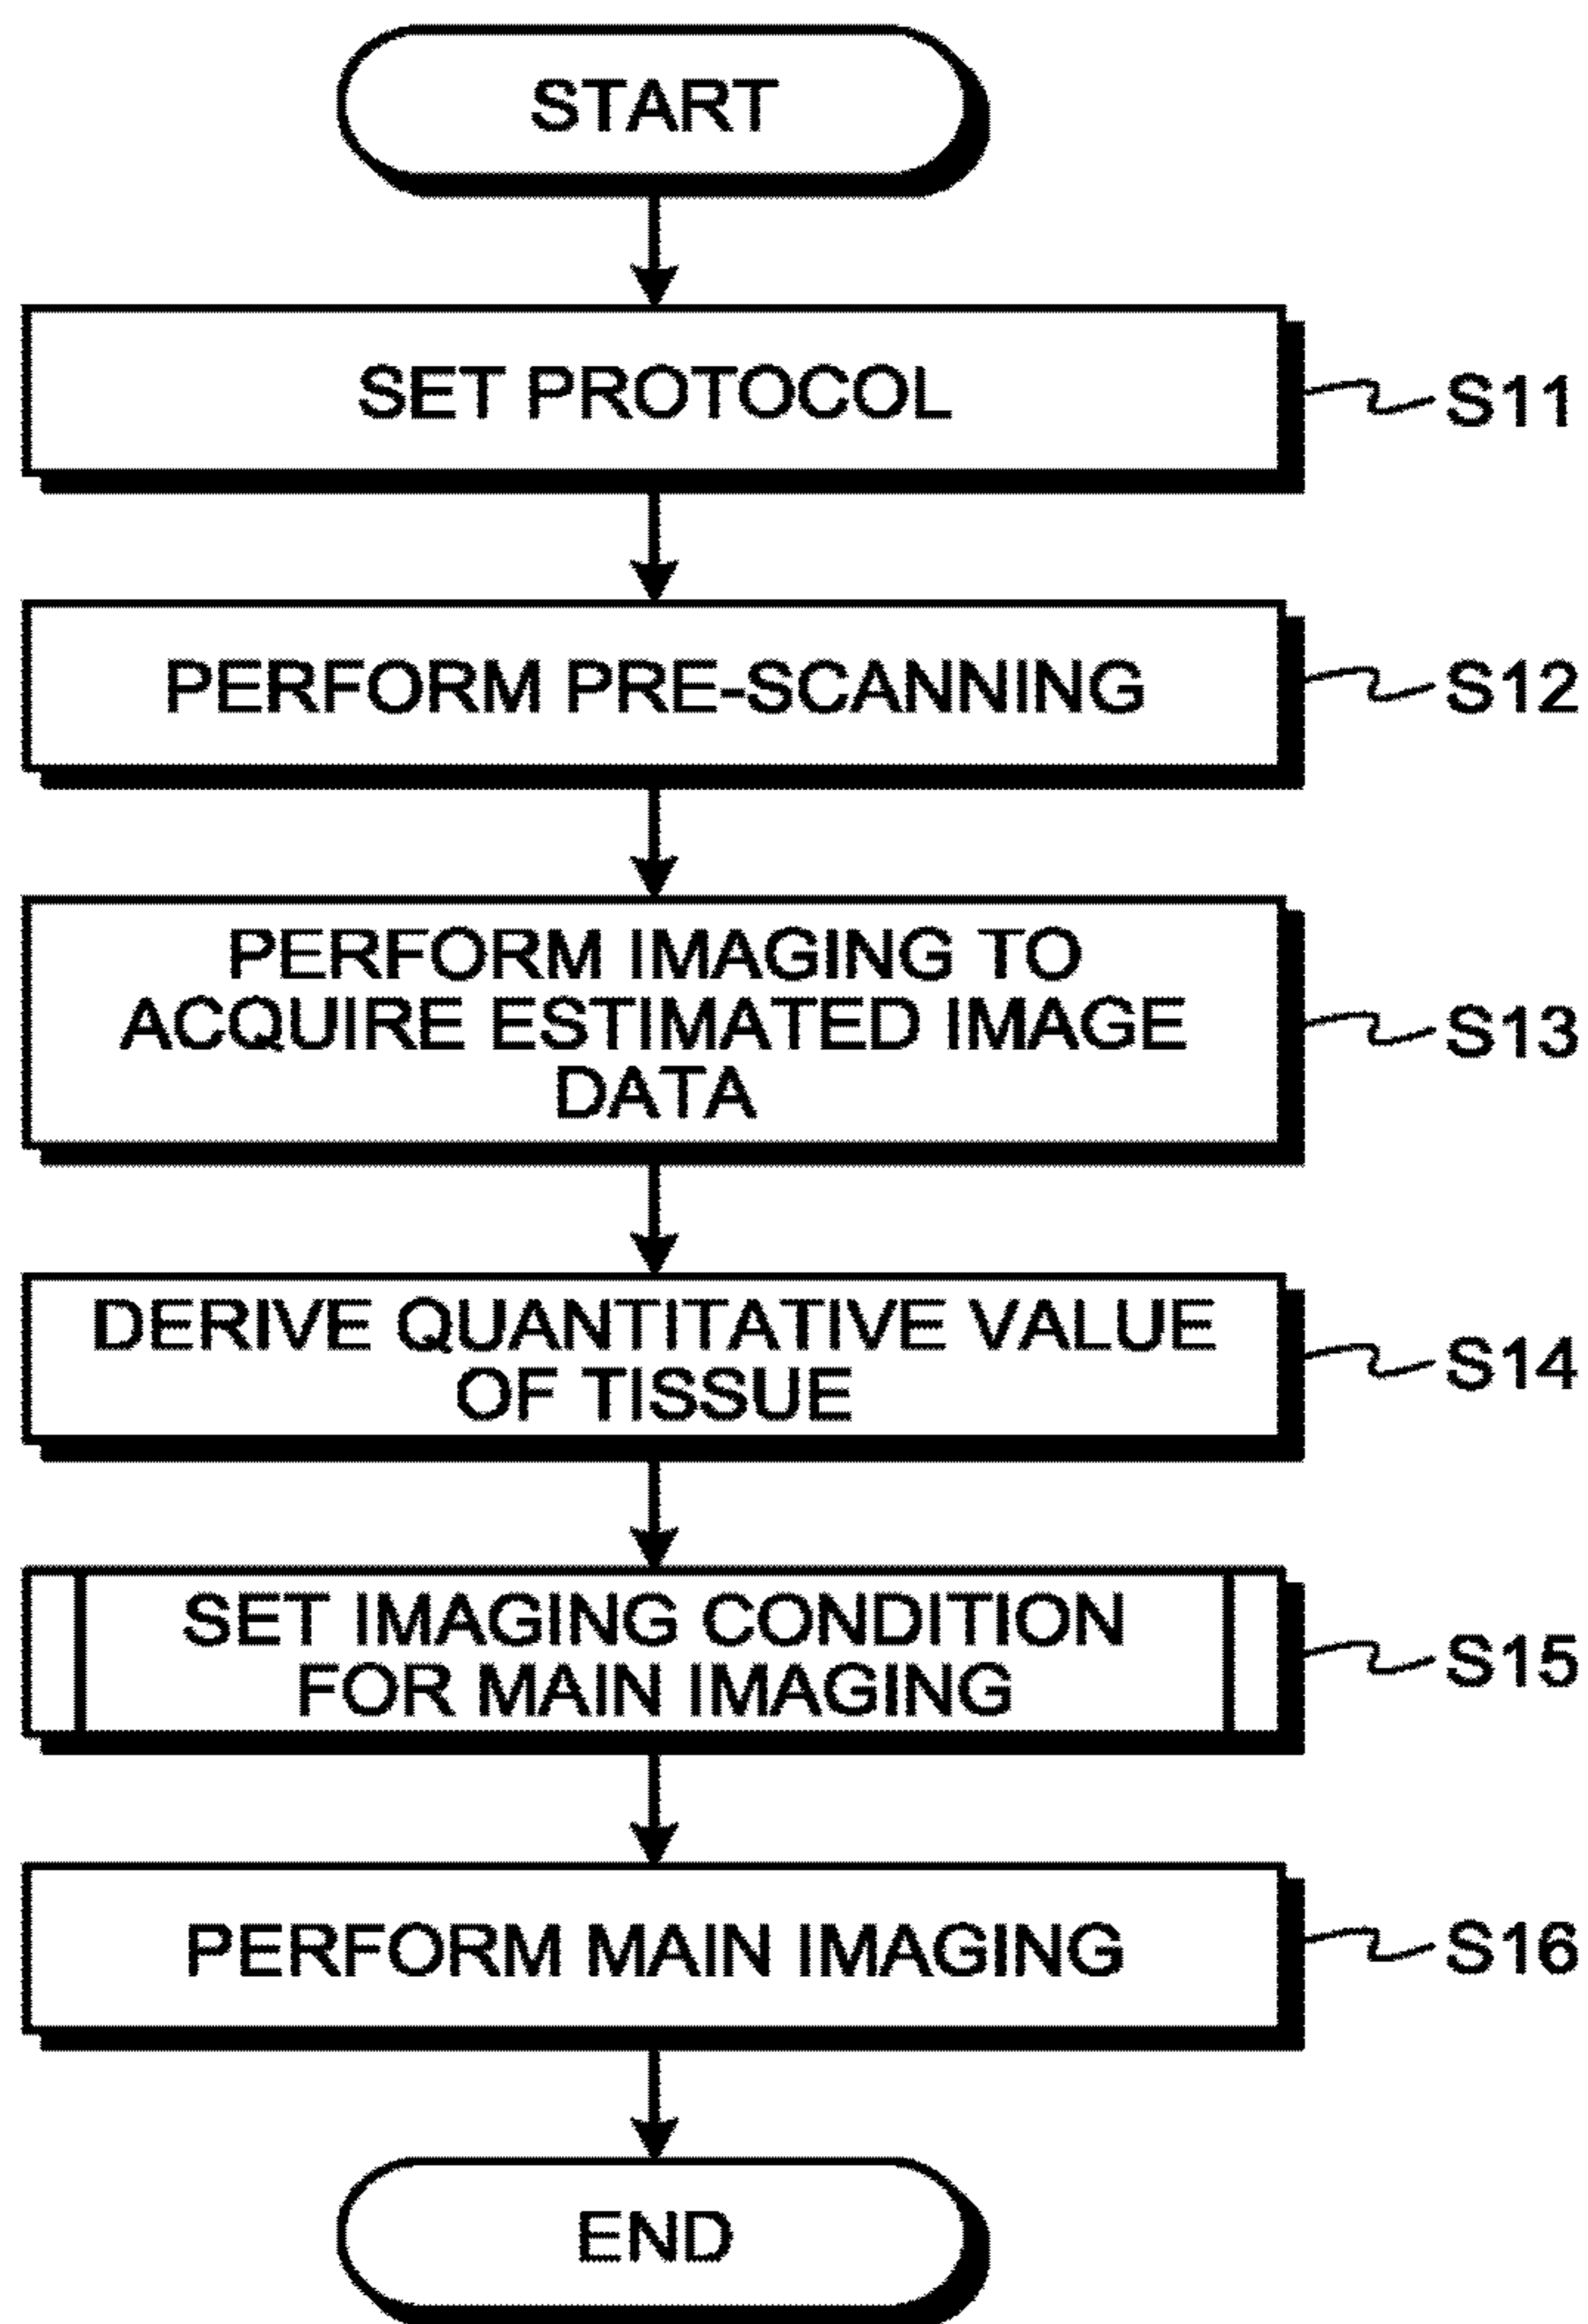 START
SET PROTOCOL
S11
PERFORM PRE-SCANNING
S12
PERFORM IMAGING TO
ACQUIRE ESTIMATED IMAGE
DATA
S13
DERIVE QUANTITATIVE VALUE
OF TISSUE
S14
SET IMAGING CONDITION
FOR MAIN IMAGING
S15
PERFORM MAIN IMAGING
S16
END